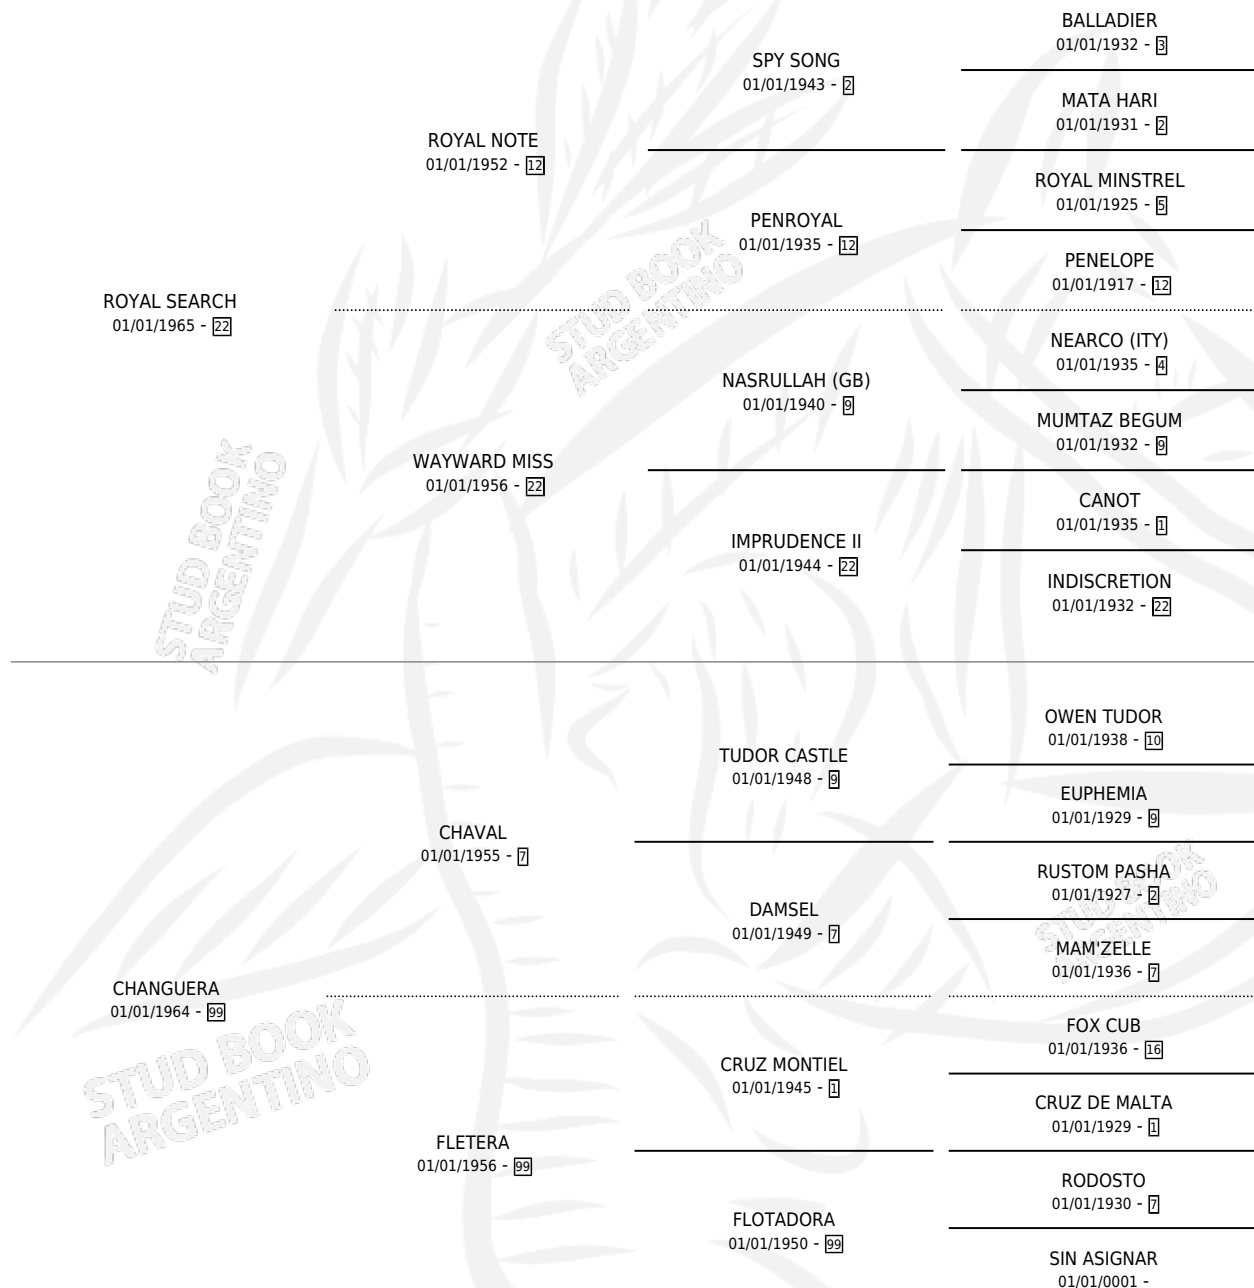 BALLADIER
01/01/1932 - 3
SPY SONG
01/01/1943 - 2
MATA HARI
01/01/1931 - 2
ROYAL NOTE
01/01/1952 - 12
ROYAL MINSTREL
01/01/1925 - 5
PENROYAL
01/01/1935 - 12
PENELOPE
01/01/1917 - 12
ROYAL SEARCH
01/01/1965 - 22
NEARCO (ITY)
01/01/1935 - 4
NASRULLAH (GB)
01/01/1940 - 9
MUMTAZ BEGUM
01/01/1932 - 9
WAYWARD MISS
01/01/1956 - 22
CANOT
01/01/1935 - 1
IMPRUDENCE II
01/01/1944 - 22
INDISCRETION
01/01/1932 - 22
OWEN TUDOR
01/01/1938 - 10
TUDOR CASTLE
01/01/1948 - 9
EUPHEMIA
01/01/1929 - 9
CHAVAL
01/01/1955 - 7
RUSTOM PASHA
01/01/1927 - 2
DAMSEL
01/01/1949 - 7
MAM'ZELLE
01/01/1936 - 7
CHANGUERA
01/01/1964 - 99
FOX CUB
01/01/1936 - 16
CRUZ MONTIEL
01/01/1945 - 1
CRUZ DE MALTA
01/01/1929 - 1
FLETERA
01/01/1956 - 99
RODOSTO
01/01/1930 - 7
FLOTADORA
01/01/1950 - 99
SIN ASIGNAR
01/01/0001 -
STUD BOOK
ARGENTINO
STUD BOOK
ARGENTINO
STUD BOOK
ARGENTINO
STUD BOOK
ARGENTINO